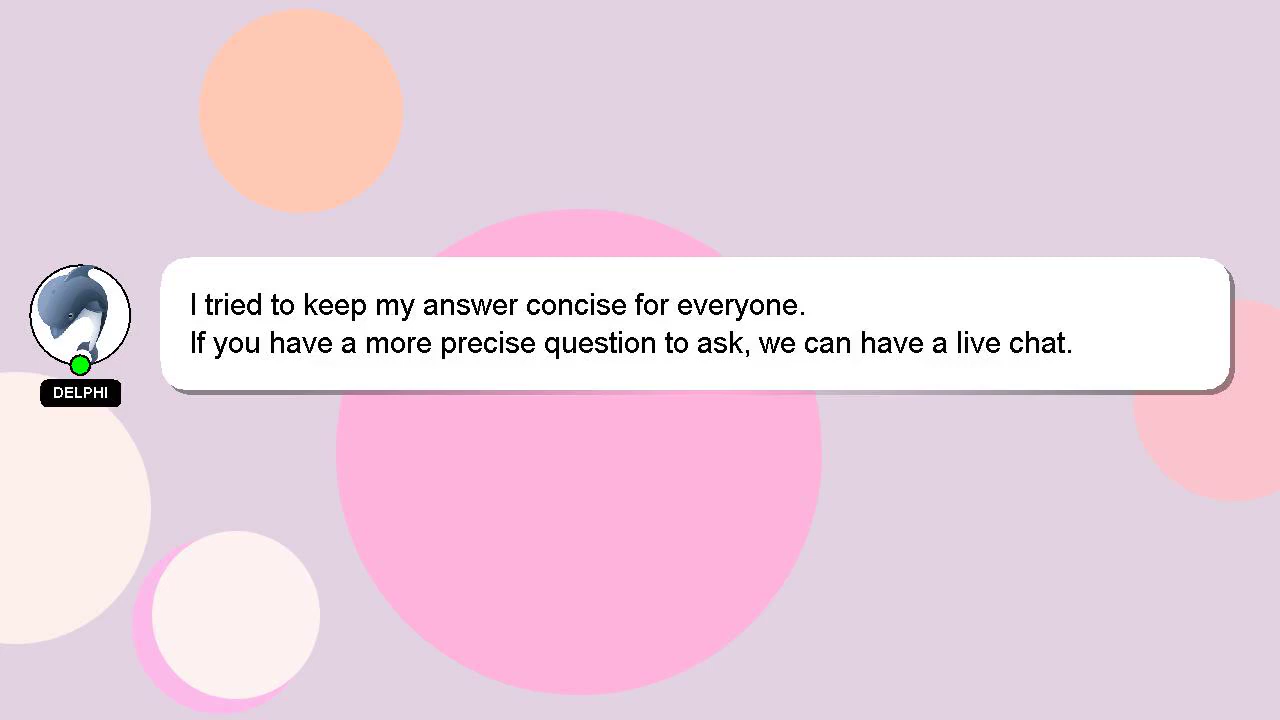 I tried to keep my answer concise for everyone.
If you have a more precise question to ask, we can have a live chat.
DELPHI